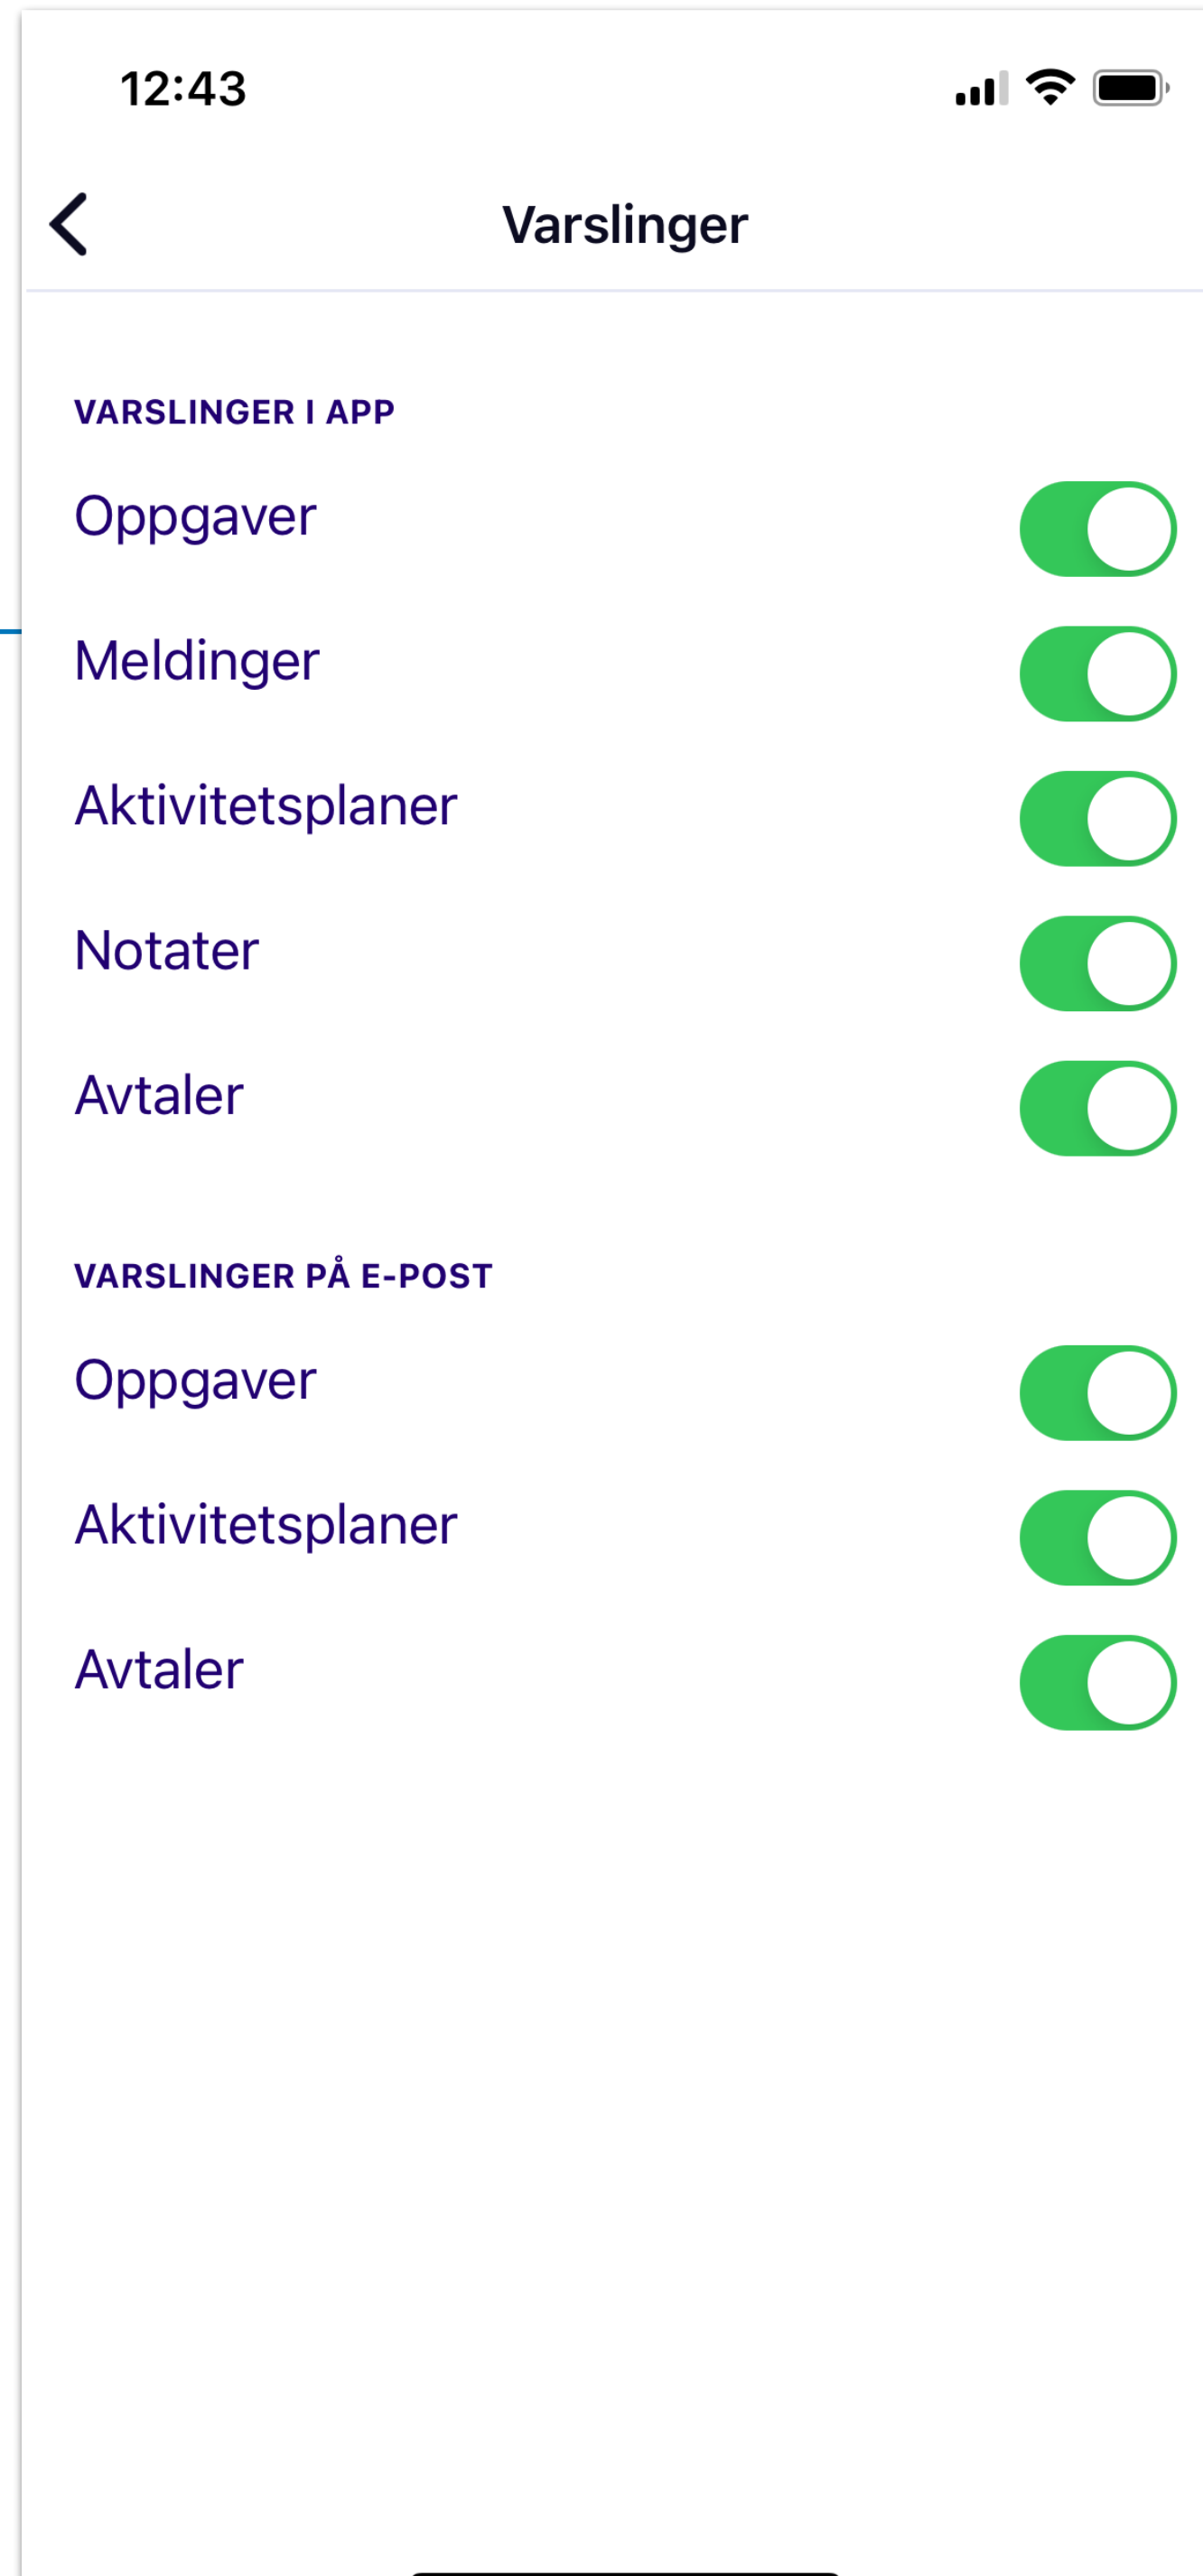 12:43
Varslinger
VARSLINGER I APP
Oppgaver
Meldinger
Aktivitetsplaner
Notater
Avtaler
VARSLINGER PÅ E-POST
Oppgaver
Aktivitetsplaner
Avtaler